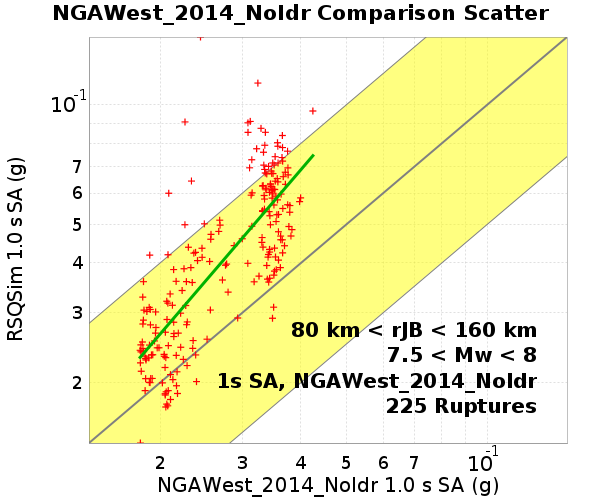 NGAWest_2014_NoIdr Comparison Scatter
RSQSim 1.0 s SA (g)
10⁻¹
7
6
5
4
3
2
80 km < rJB < 160 km
7.5 < Mw < 8
1s SA, NGAWest_2014_NoIdr
225 Ruptures
2 3 4 5 6 7 10⁻¹
NGAWest_2014_NoIdr 1.0 s SA (g)